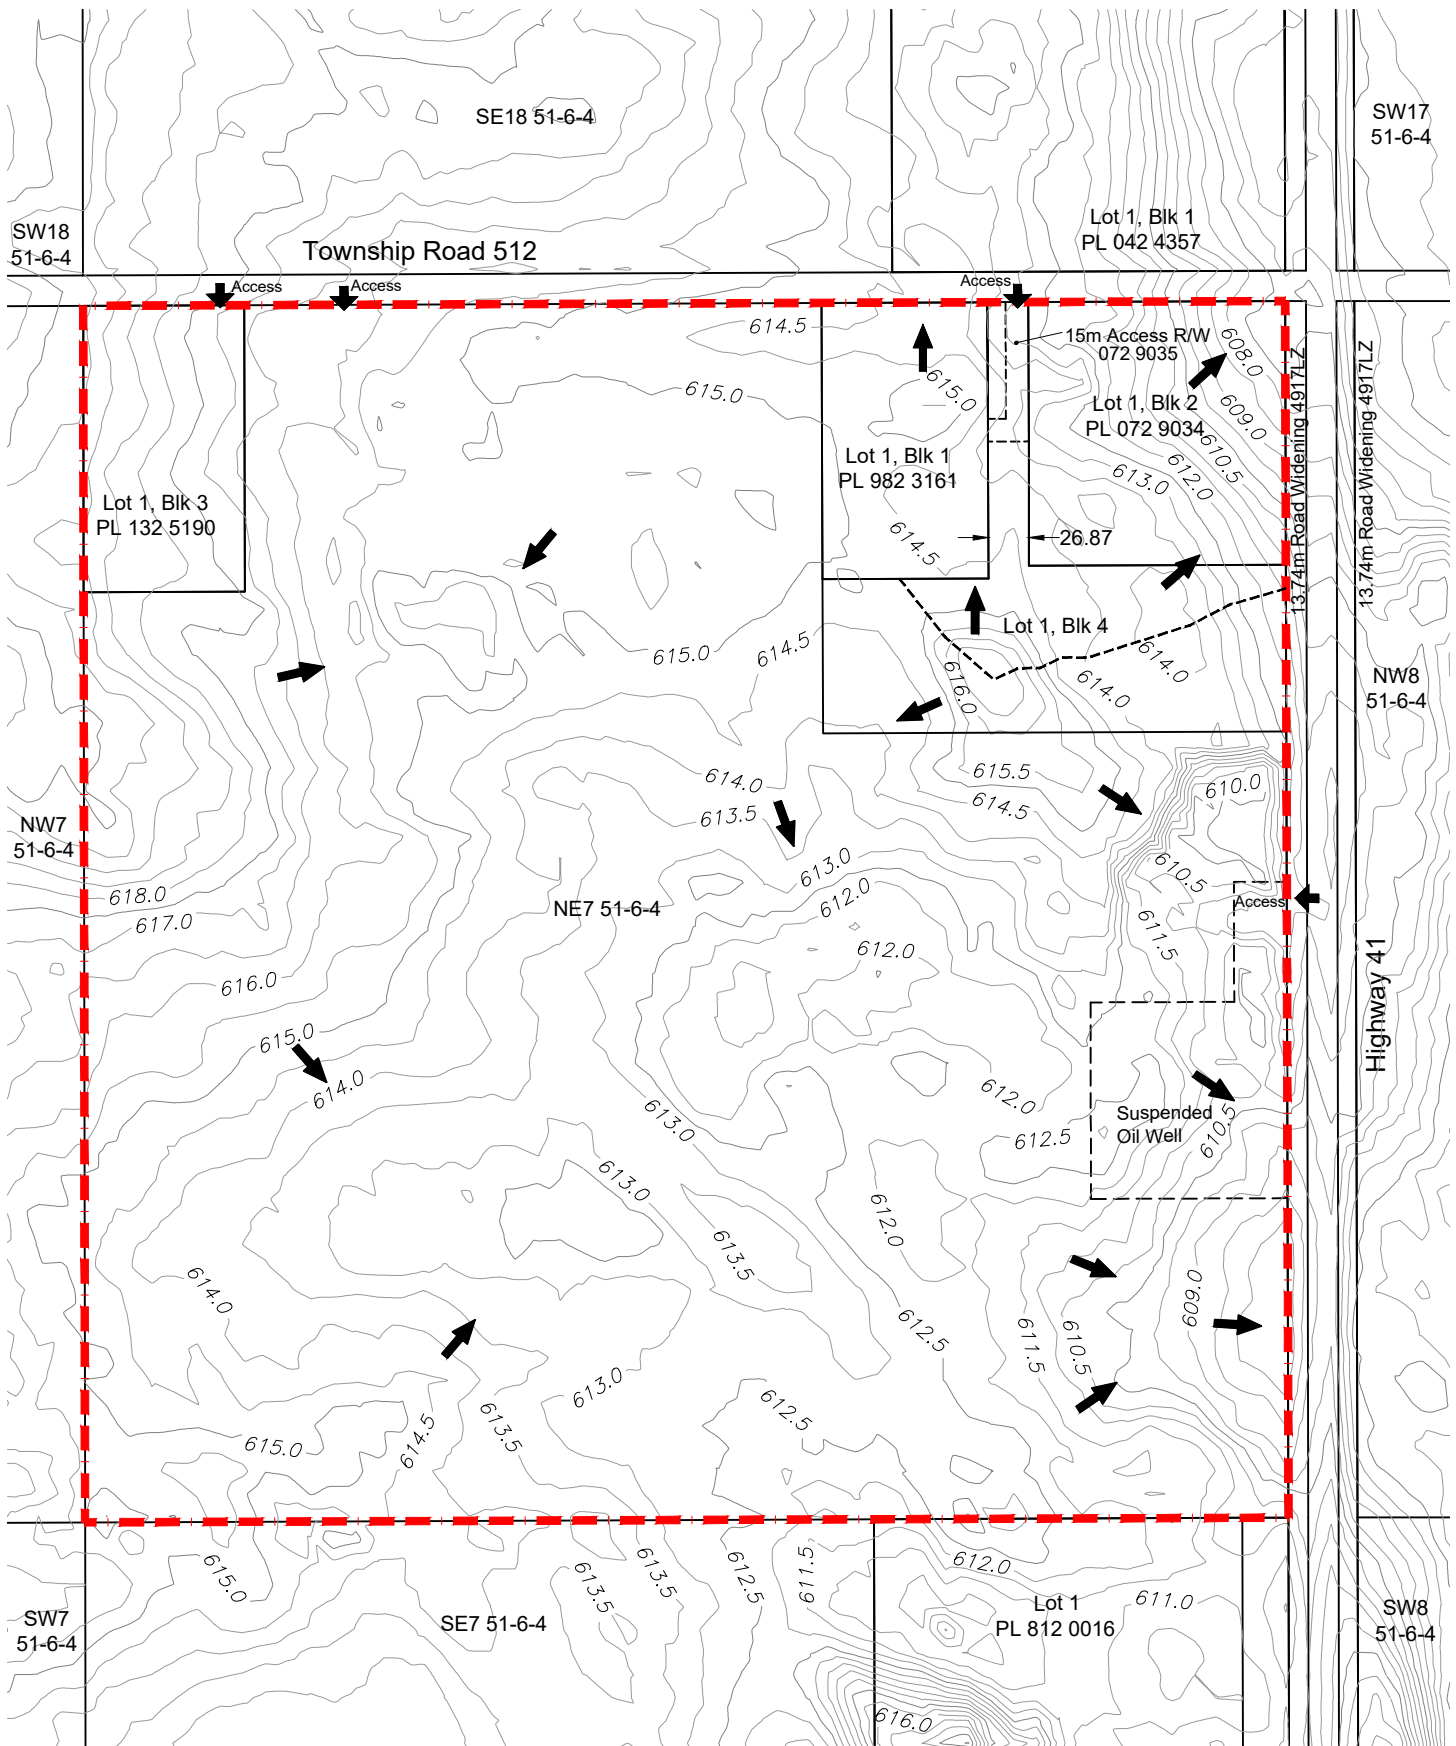 SE18 51-6-4
SW17
51-6-4
Lot 1, Blk 1
PL 042 4357
SW18
51-6-4
Township Road 512
Access
Access
Access
614.5
15m Access R/W
072 9035
608.0
615.0
615.0
Lot 1, Blk 2
PL 072 9034
609.0
610.5
612.0
613.0
13.74m Road Widening 4917LZ
13.74m Road Widening 4917LZ
Lot 1, Blk 1
PL 982 3161
Lot 1, Blk 3
PL 132 5190
614.5
26.87
Lot 1, Blk 4
615.0
614.5
616.0
614.0
614.0
NW8
51-6-4
614.0
615.5
610.0
613.5
614.5
NW7
51-6-4
613.0
610.5
618.0
612.0
Access
617.0
NE7 51-6-4
611.5
612.0
616.0
Highway 41
615.0
614.0
612.0
613.0
Suspended
Oil Well
610.5
612.5
613.0
612.0
613.5
614.0
609.0
612.5
611.5
610.5
613.0
612.5
613.5
614.5
615.0
615.0
613.5
613.5
612.5
611.5
612.0
Lot 1
PL 812 0016
611.0
SW7
51-6-4
SE7 51-6-4
SW8
51-6-4
616.0